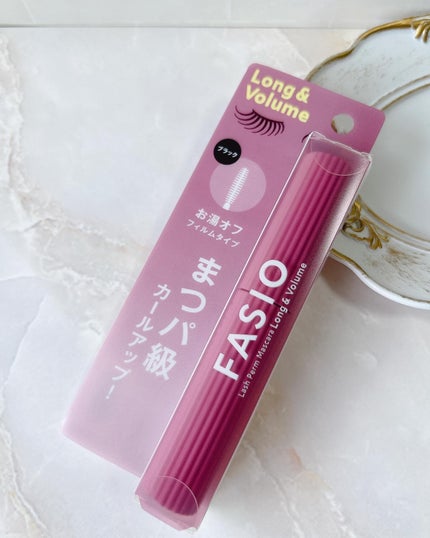 Long &
Volume
ブラック
お湯オフ
フィルムタイプ
まつパ級
カールアップ！
FASIO
Lash Perm Mascara Long & Volume